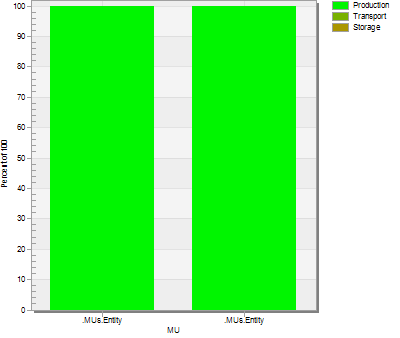 100
90
80
70
60
50
40
30
20
10
0
Percent of 100
.MUs.Entity .MUs.Entity
MU
Production
Transport
Storage